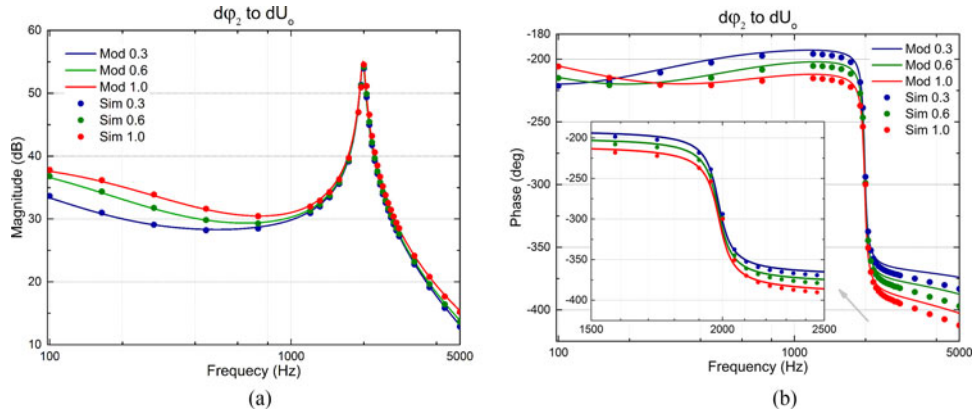 dφ₂ to dUₒ
60
50
40
30
20
10
Magnitude (dB)
Mod 0.3
Mod 0.6
Mod 1.0
Sim 0.3
Sim 0.6
Sim 1.0
100
1000
5000
Frequecy (Hz)
(a)
dφ₂ to dUₒ
-180
-200
-250
-300
-350
-400
Phase (deg)
Mod 0.3
Mod 0.6
Mod 1.0
Sim 0.3
Sim 0.6
Sim 1.0
-200
-250
-300
-350
-400
1500
2000
2500
100
1000
5000
Frequency (Hz)
(b)